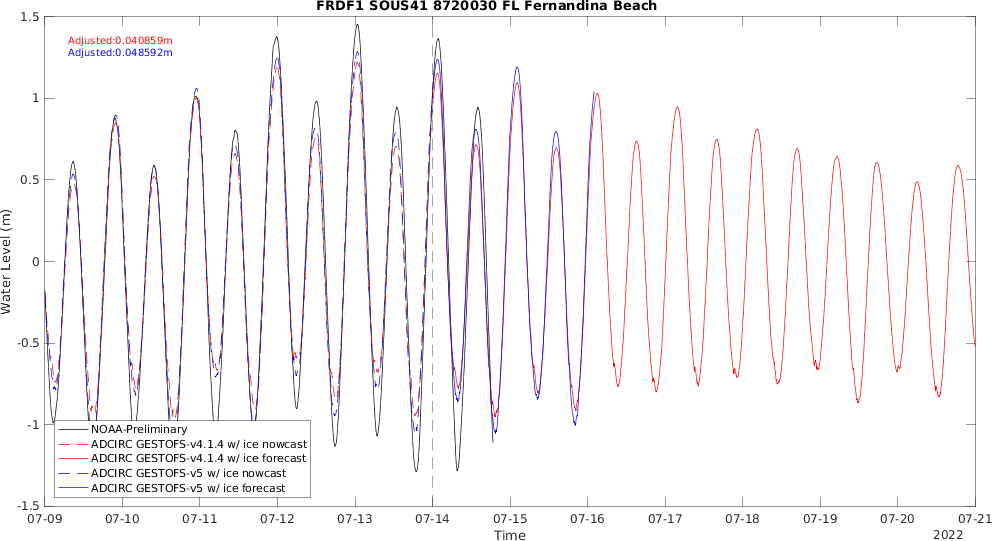 FRDF1 SOUS41 8720030 FL Fernandina Beach
Adjusted:0.040859m
Adjusted:0.048592m
Water Level (m)
1.5
1
0.5
0
-0.5
-1
-1.5
NOAA-Preliminary
ADCIRC GESTOFS-v4.1.4 w/ ice nowcast
ADCIRC GESTOFS-v4.1.4 w/ ice forecast
ADCIRC GESTOFS-v5 w/ ice nowcast
ADCIRC GESTOFS-v5 w/ ice forecast
07-09 07-10 07-11 07-12 07-13 07-14 07-15 07-16 07-17 07-18 07-19 07-20 07-21
Time
2022